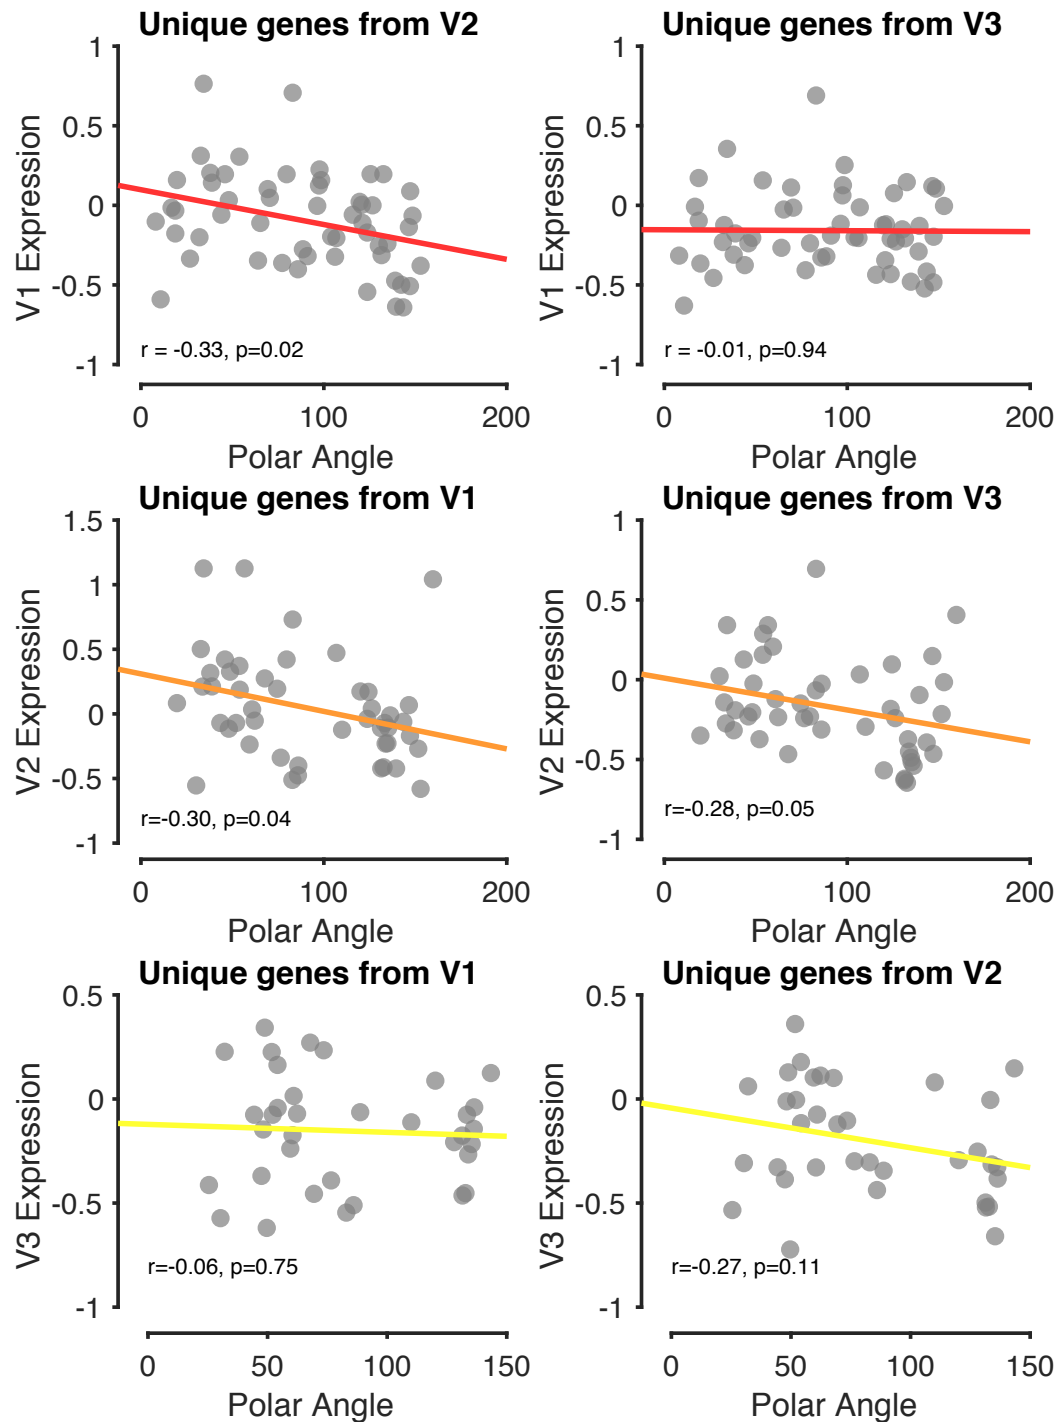 Unique genes from V2
1
0.5
0
-0.5
-1
V1 Expression
r = -0.33, p=0.02
0 100 200
Polar Angle
Unique genes from V3
1
0.5
0
-0.5
-1
V1 Expression
r = -0.01, p=0.94
0 100 200
Polar Angle
Unique genes from V1
1.5
1
0.5
0
-0.5
-1
V2 Expression
r=-0.30, p=0.04
0 100 200
Polar Angle
Unique genes from V3
1
0.5
0
-0.5
-1
V2 Expression
r=-0.28, p=0.05
0 100 200
Polar Angle
Unique genes from V1
0.5
0
-0.5
-1
V3 Expression
r=-0.06, p=0.75
0 50 100 150
Polar Angle
Unique genes from V2
0.5
0
-0.5
-1
V3 Expression
r=-0.27, p=0.11
0 50 100 150
Polar Angle